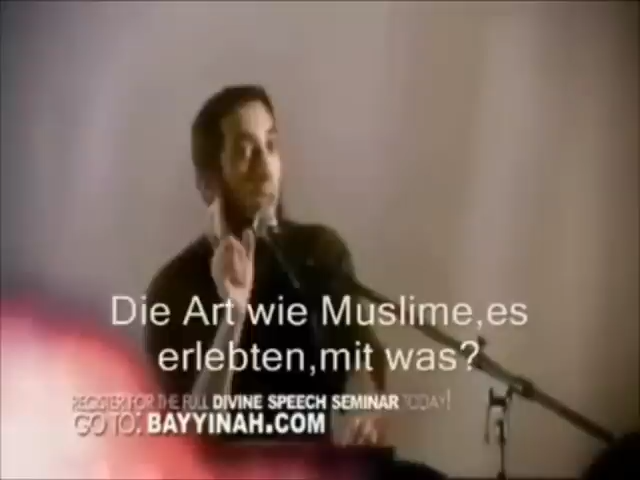 Die Art wie Muslime,es
erlebten,mit was?
REGISTER FOR THE FULL DIVINE SPEECH SEMINAR TODAY!
GO TO: BAYYINAH.COM